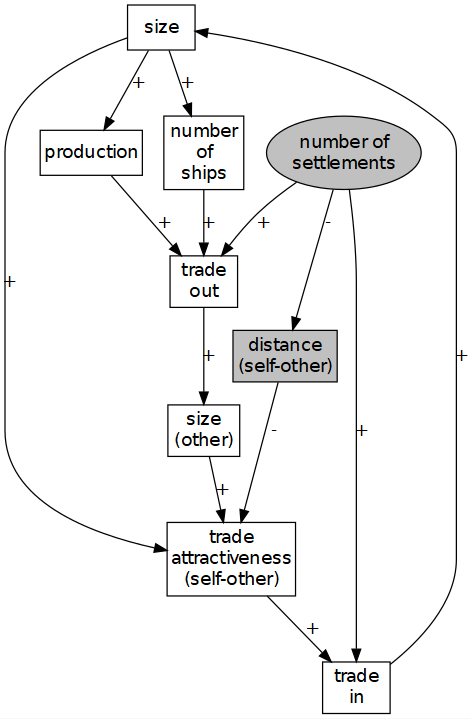 size
+
+
production
number
of
ships
number of
settlements
+
+
+
-
+
trade
out
distance
(self-other)
+
+
size
(other)
-
+
+
trade
attractiveness
(self-other)
+
trade
in